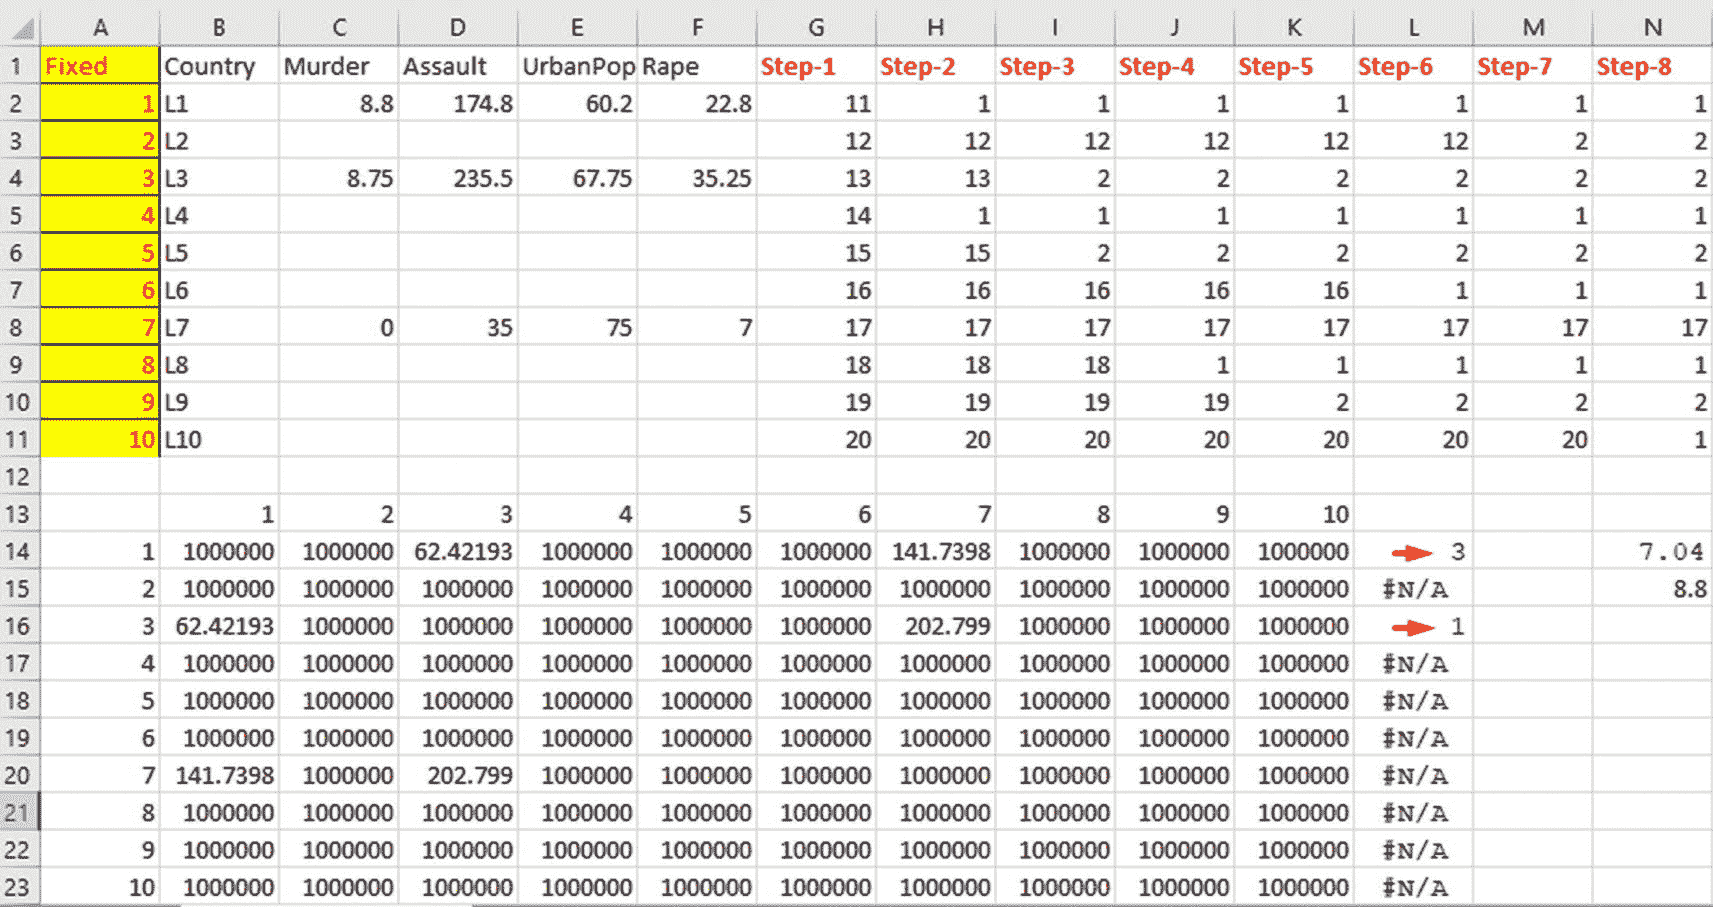 A B C D E F G H I J K L M N
1 Fixed Country Murder Assault UrbanPop Rape Step-1 Step-2 Step-3 Step-4 Step-5 Step-6 Step-7 Step-8
2 1 L1 8.8 174.8 60.2 22.8 11 1 1 1 1 1 1 1
3 2 L2 12 12 12 12 12 12 2 2
4 3 L3 8.75 235.5 67.75 35.25 13 13 2 2 2 2 2 2
5 4 L4 14 1 1 1 1 1 1 1
6 5 L5 15 15 2 2 2 2 2 2
7 6 L6 16 16 16 16 16 1 1 1
8 7 L7 0 35 75 7 17 17 17 17 17 17 17 17
9 8 L8 18 18 18 1 1 1 1 1
10 9 L9 19 19 19 19 2 2 2 2
11 10 L10 20 20 20 20 20 20 20 1
12
13 1 2 3 4 5 6 7 8 9 10
14 1 1000000 1000000 62.42193 1000000 1000000 1000000 141.7398 1000000 1000000 1000000 3 7.04
15 2 1000000 1000000 1000000 1000000 1000000 1000000 1000000 1000000 1000000 1000000 #N/A 8.8
16 3 62.42193 1000000 1000000 1000000 1000000 1000000 202.799 1000000 1000000 1000000 1
17 4 1000000 1000000 1000000 1000000 1000000 1000000 1000000 1000000 1000000 1000000 #N/A
18 5 1000000 1000000 1000000 1000000 1000000 1000000 1000000 1000000 1000000 1000000 #N/A
19 6 1000000 1000000 1000000 1000000 1000000 1000000 1000000 1000000 1000000 1000000 #N/A
20 7 141.7398 1000000 202.799 1000000 1000000 1000000 1000000 1000000 1000000 1000000 #N/A
21 8 1000000 1000000 1000000 1000000 1000000 1000000 1000000 1000000 1000000 1000000 #N/A
22 9 1000000 1000000 1000000 1000000 1000000 1000000 1000000 1000000 1000000 1000000 #N/A
23 10 1000000 1000000 1000000 1000000 1000000 1000000 1000000 1000000 1000000 1000000 #N/A